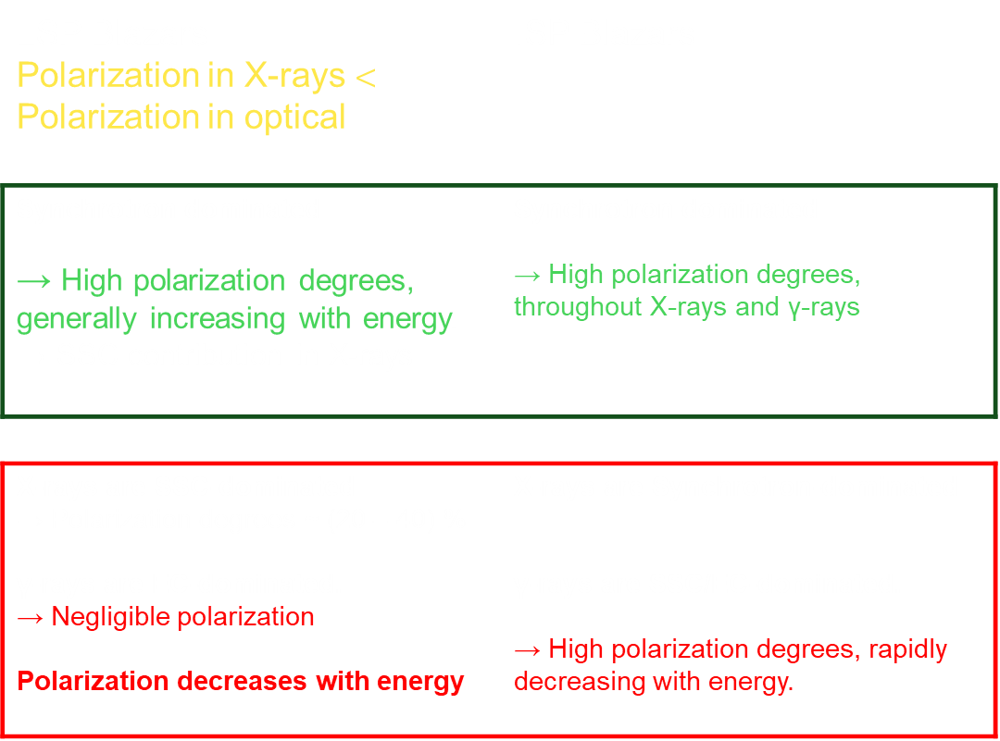 Polarization in X-rays <
Polarization in optical
→ High polarization degrees,
generally increasing with energy
→ High polarization degrees,
throughout X-rays and γ-rays
→ Negligible polarization
Polarization decreases with energy
→ High polarization degrees, rapidly
decreasing with energy.